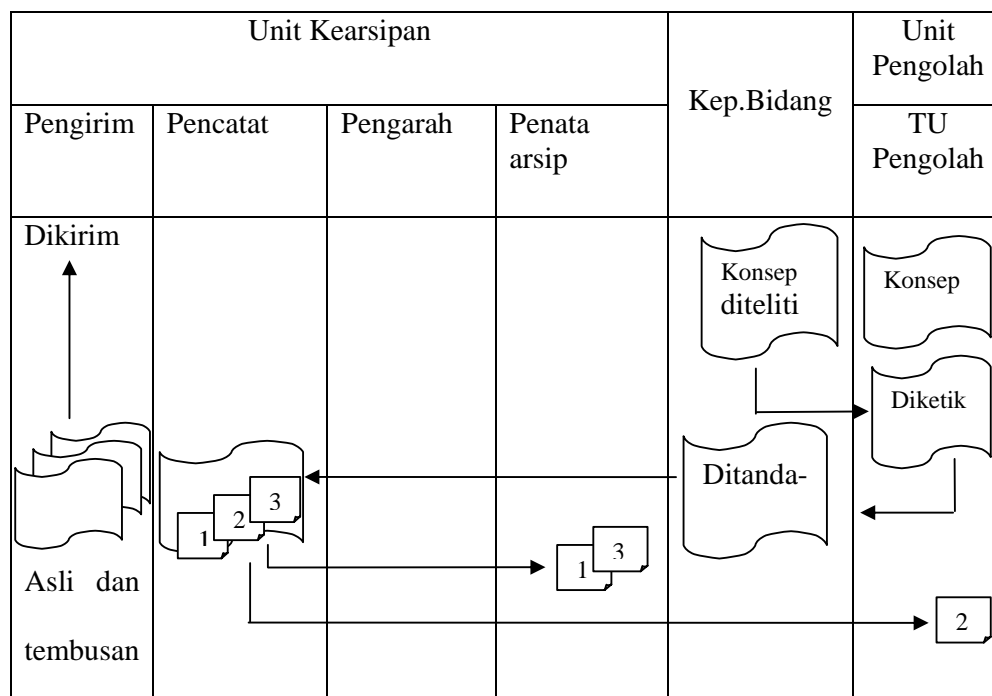 Unit Kearsipan
Kep.Bidang
Unit
Pengolah
Pengirim
Pencatat
Pengarah
Penata
arsip
TU
Pengolah
Dikirim
Konsep
diteliti
Konsep
Diketik
Ditanda-
3
2
1
3
1
2
Asli dan
tembusan